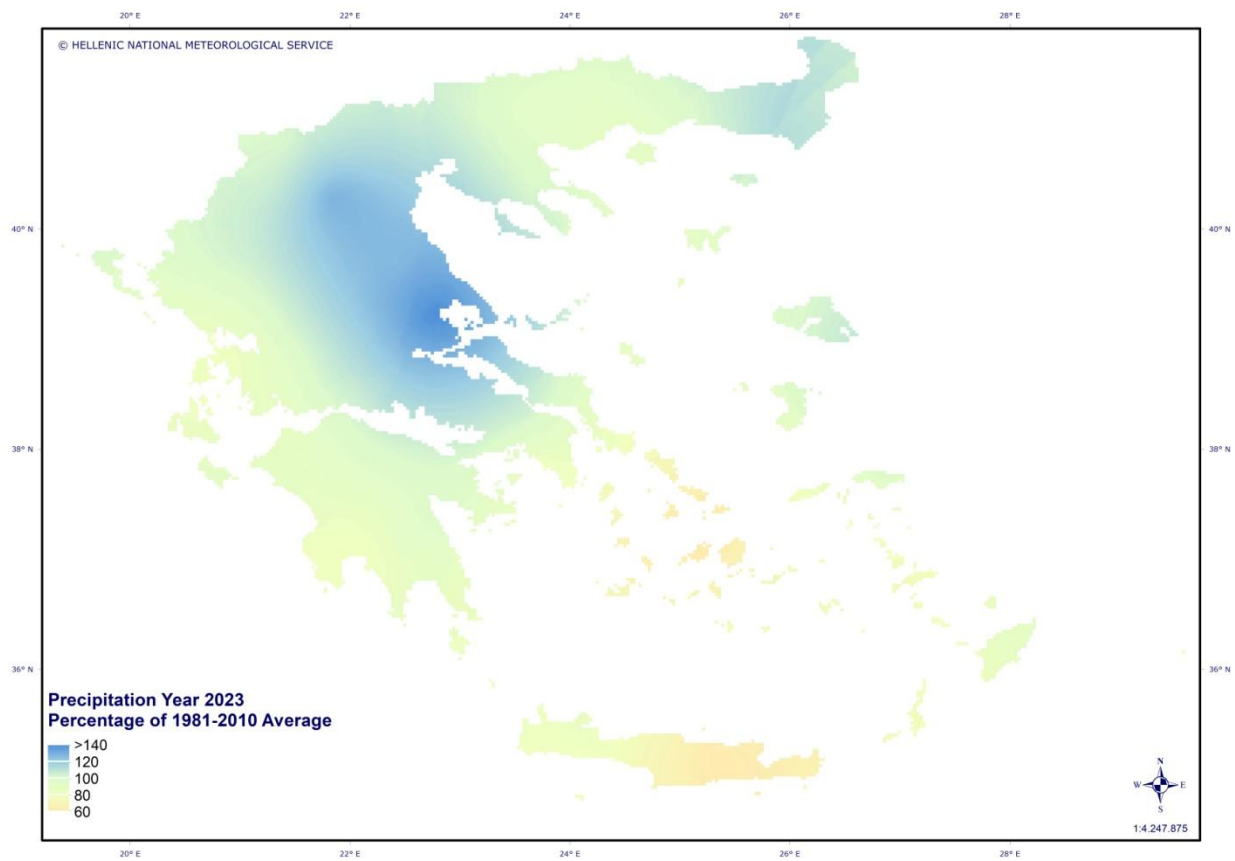 20° E 22° E 24° E 26° E 28° E
© HELLENIC NATIONAL METEOROLOGICAL SERVICE
40° N 40° N
38° N 38° N
36° N 36° N
Precipitation Year 2023
Percentage of 1981-2010 Average
>140
120
100
80
60
N
W E
S
1:4.247.875
20° E 22° E 24° E 26° E 28° E